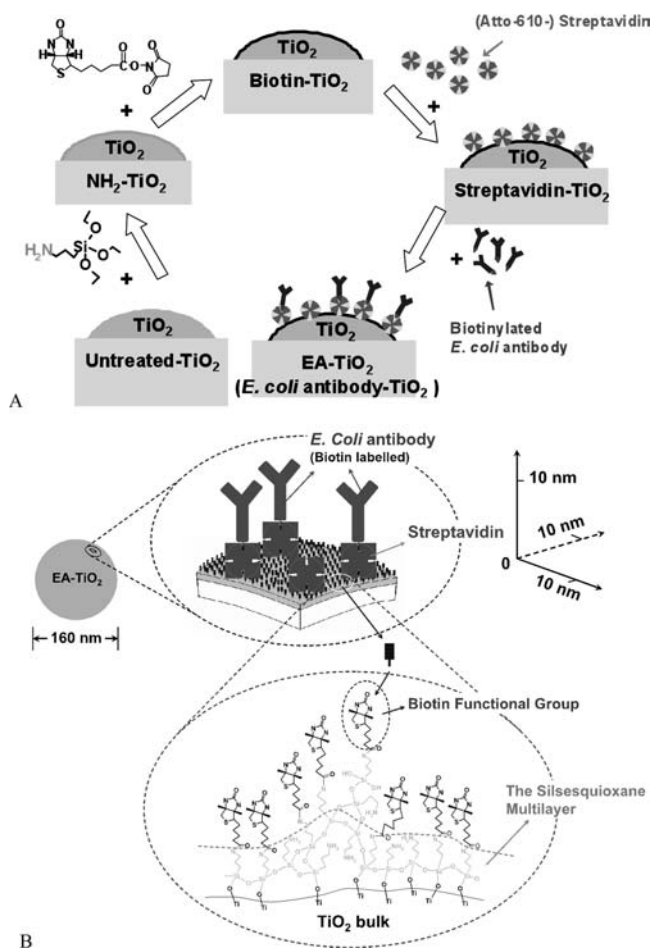 TiO2
Biotin-TiO2
(Atto-610-) Streptavidin
+
TiO2
Streptavidin-TiO2
+
Biotinylated
E. coli antibody
TiO2
EA-TiO2
(E. coli antibody-TiO2)
TiO2
Untreated-TiO2
+
H2N
Si
O
O
O
TiO2
NH2-TiO2
+
A
E. Coli antibody
(Biotin labelled)
Streptavidin
EA-TiO2
160 nm
10 nm
10 nm
10 nm
0
Biotin Functional Group
The Silsesquioxane
Multilayer
TiO2 bulk
B